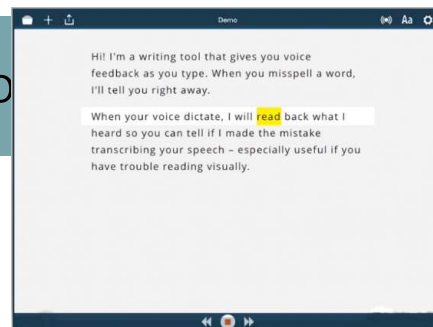 Demo
Aa
Hi! I'm a writing tool that gives you voice
feedback as you type. When you misspell a word,
I'll tell you right away.
When your voice dictate, I will read back what I
heard so you can tell if I made the mistake
transcribing your speech – especially useful if you
have trouble reading visually.